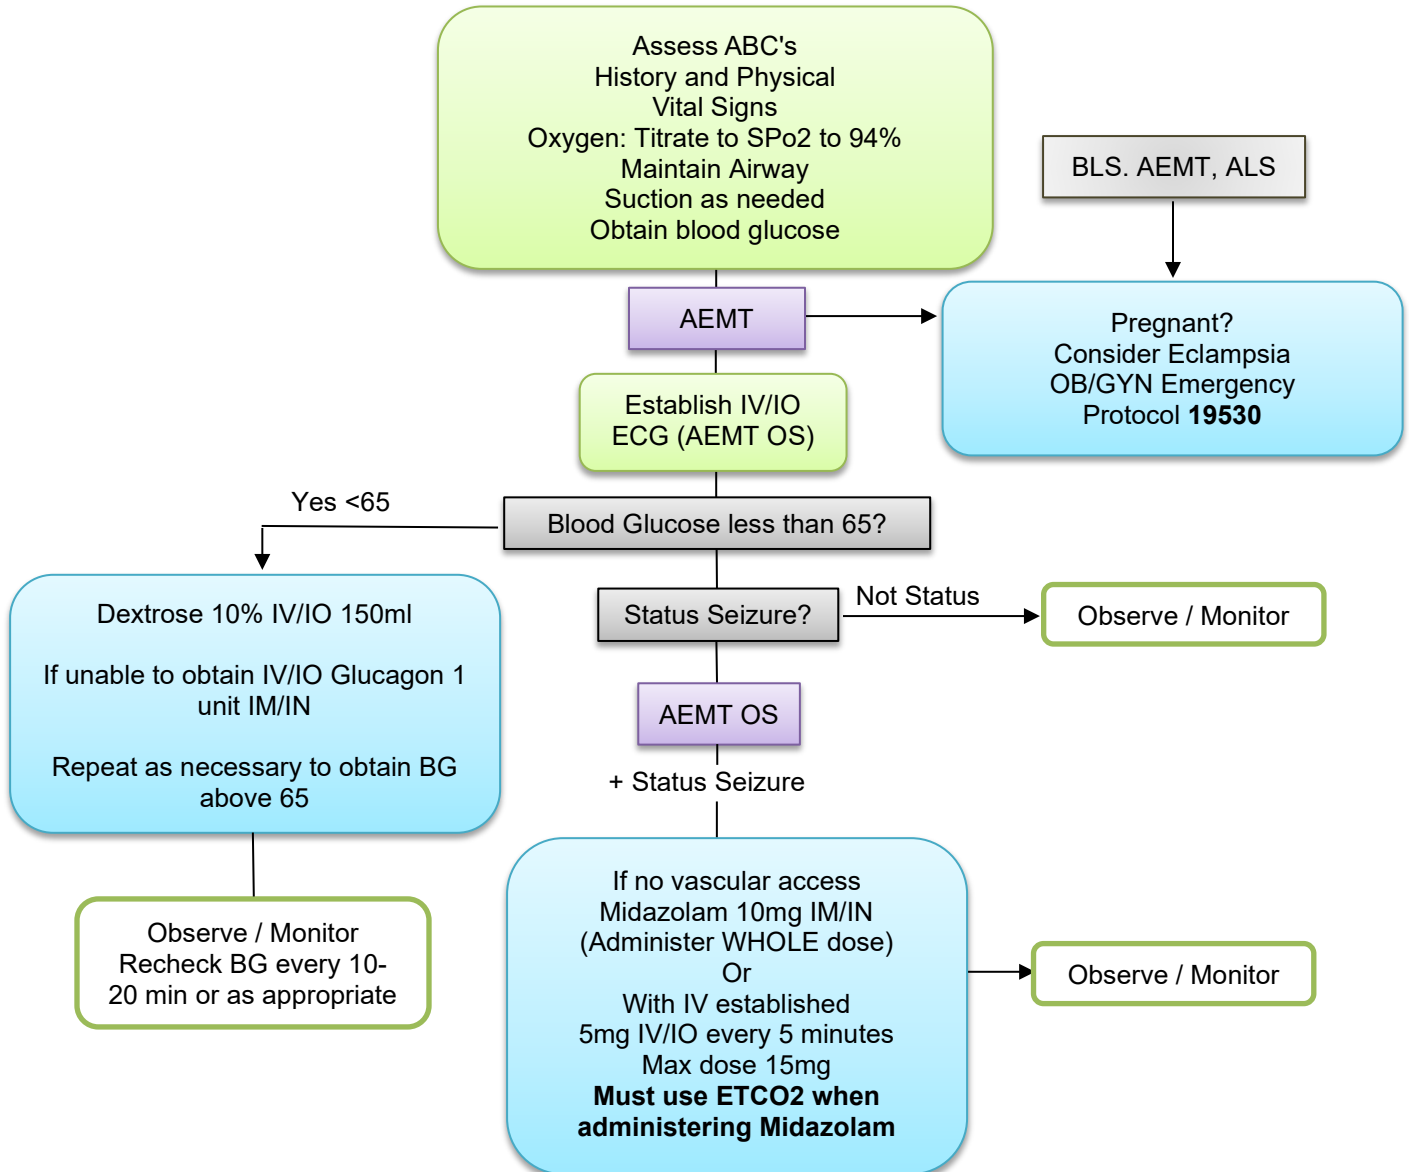 Assess ABC's
History and Physical
Vital Signs
Oxygen: Titrate to SPo2 to 94%
Maintain Airway
Suction as needed
Obtain blood glucose
BLS. AEMT, ALS
AEMT
Pregnant?
Consider Eclampsia
OB/GYN Emergency
Protocol 19530
Establish IV/IO
ECG (AEMT OS)
Yes <65
Blood Glucose less than 65?
Dextrose 10% IV/IO 150ml
If unable to obtain IV/IO Glucagon 1
unit IM/IN
Repeat as necessary to obtain BG
above 65
Status Seizure?
Not Status
Observe / Monitor
AEMT OS
+ Status Seizure
Observe / Monitor
Recheck BG every 10-
20 min or as appropriate
If no vascular access
Midazolam 10mg IM/IN
(Administer WHOLE dose)
Or
With IV established
5mg IV/IO every 5 minutes
Max dose 15mg
Must use ETCO2 when
administering Midazolam
Observe / Monitor